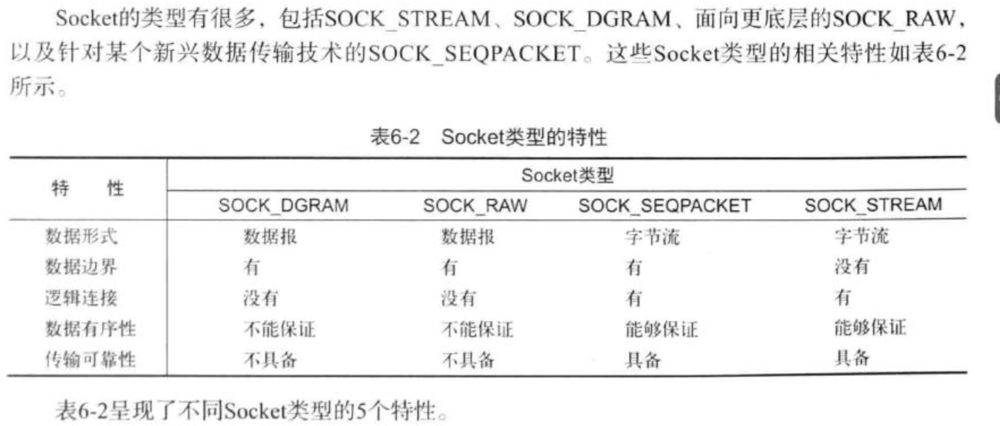 Socket的类型有很多，包括SOCK_STREAM、SOCK_DGRAM、面向更底层的SOCK_RAW，
以及针对某个新兴数据传输技术的SOCK_SEQPACKET。这些Socket类型的相关特性如表6-2
所示。
表6-2 Socket类型的特性
特 性 Socket类型
SOCK_DGRAM SOCK_RAW SOCK_SEQPACKET SOCK_STREAM
数据形式 数据报 数据报 字节流 字节流
数据边界 有 有 有 没有
逻辑连接 没有 没有 有 有
数据有序性 不能保证 不能保证 能够保证 能够保证
传输可靠性 不具备 不具备 具备 具备
表6-2呈现了不同Socket类型的5个特性。